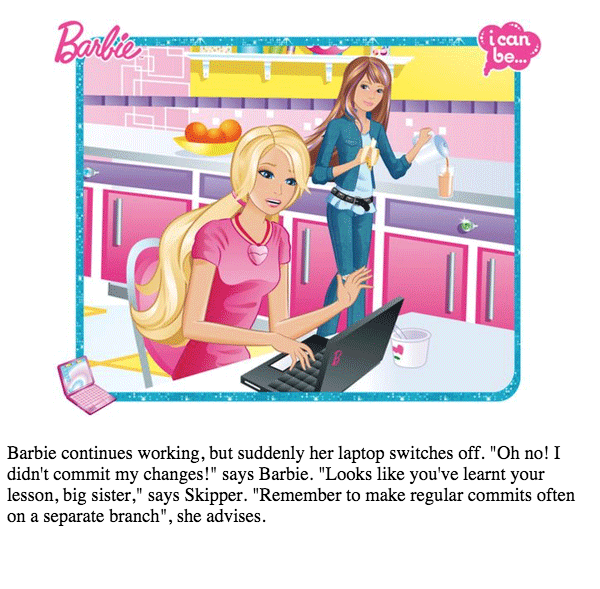 Barbie
i can
be...
B
Barbie continues working, but suddenly her laptop switches off. "Oh no! I
didn't commit my changes!" says Barbie. "Looks like you've learnt your
lesson, big sister," says Skipper. "Remember to make regular commits often
on a separate branch", she advises.